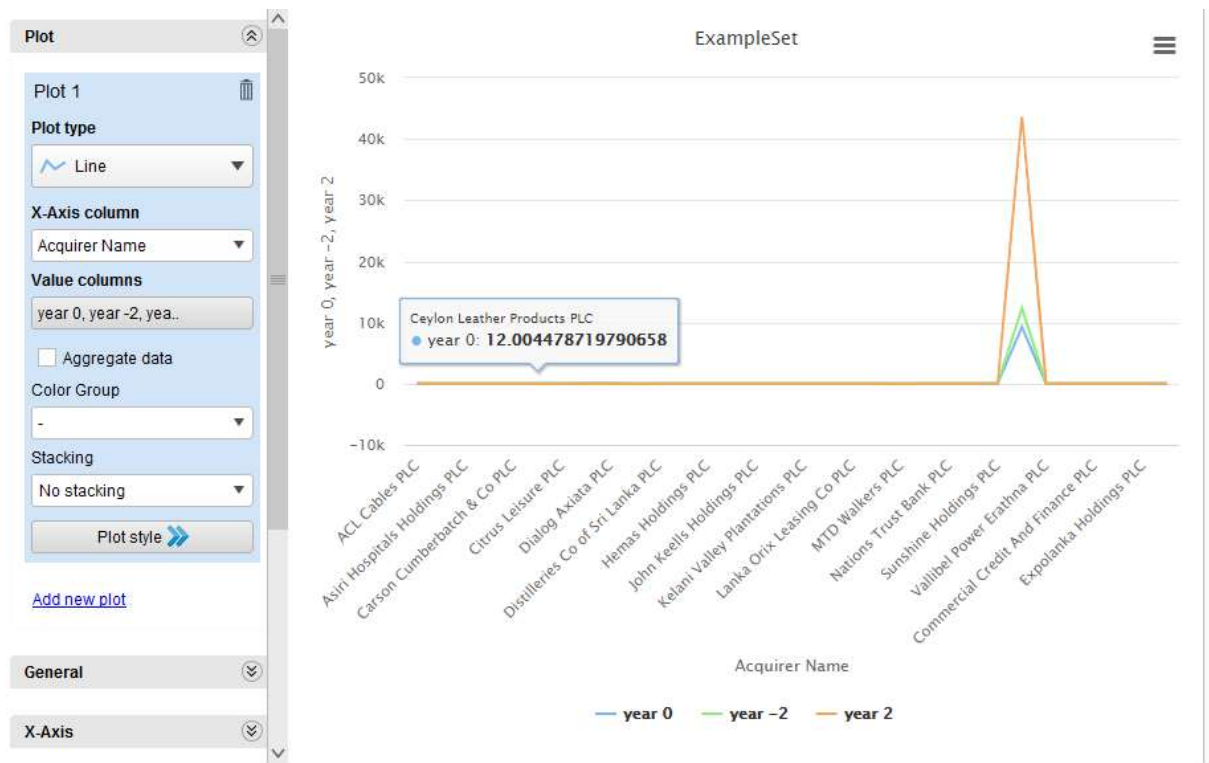 Plot
Plot 1
Plot type
Line
X-Axis column
Acquirer Name
Value columns
year 0, year -2, yea..
Aggregate data
Color Group
-
Stacking
No stacking
Plot style
Add new plot
General
X-Axis
ExampleSet
year 0, year -2, year 2
50k
40k
30k
20k
10k
0
-10k
Ceylon Leather Products PLC
year 0: 12.004478719790658
ACL Cables PLC
Asiri Hospitals Holdings PLC
Carson Cumberbatch & Co PLC
Citrus Leisure PLC
Dialog Axiata PLC
Distilleries Co of Sri Lanka PLC
Hemas Holdings PLC
John Keells Holdings PLC
Kelani Valley Plantations PLC
Lanka Orix Leasing Co PLC
MTD Walkers PLC
Nations Trust Bank PLC
Sunshine Holdings PLC
Vallibel Power Erathna PLC
Commercial Credit And Finance PLC
Expolanka Holdings PLC
Acquirer Name
year 0 year -2 year 2